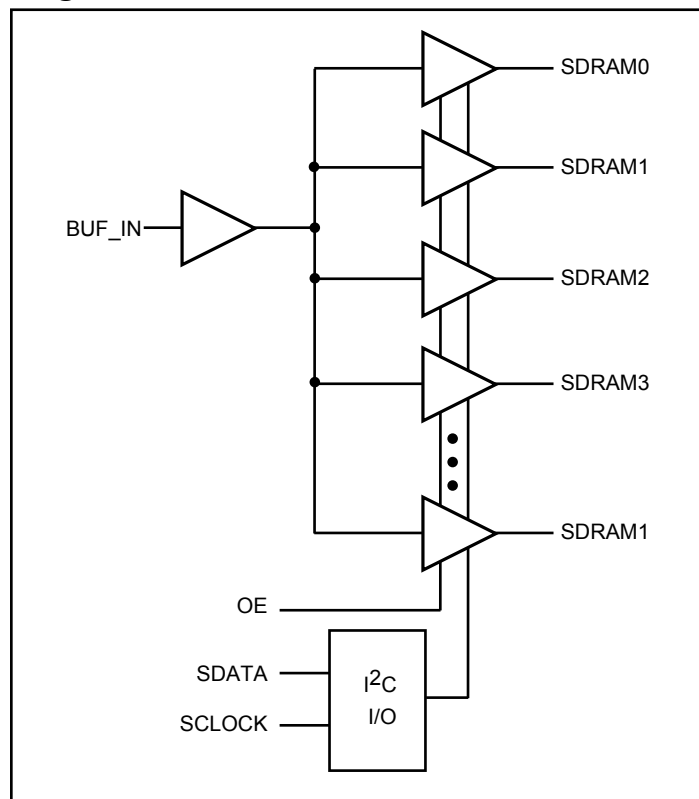 SDRAM0
SDRAM1
BUF_IN
SDRAM2
SDRAM3
SDRAM1
OE
SDATA
I²C
I/O
SCLOCK